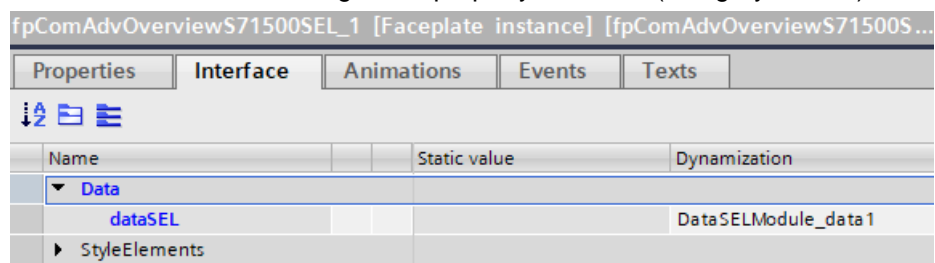 fpComAdvOverviewS71500SEL_1 [Faceplate instance] [fpComAdvOverviewS71500S...
Properties Interface Animations Events Texts
Name Static value Dynamization
Data
dataSEL DataSELModule_data1
StyleElements